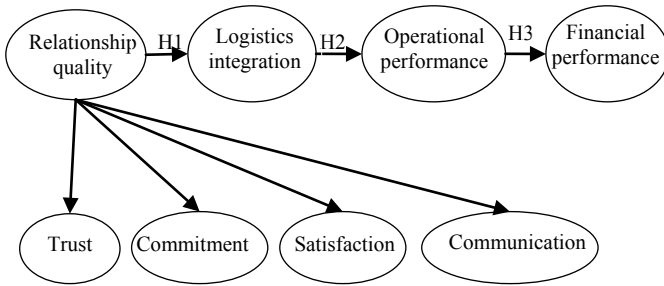 Relationship
quality
H1
Logistics
integration
H2
Operational
performance
H3
Financial
performance
Trust
Commitment
Satisfaction
Communication